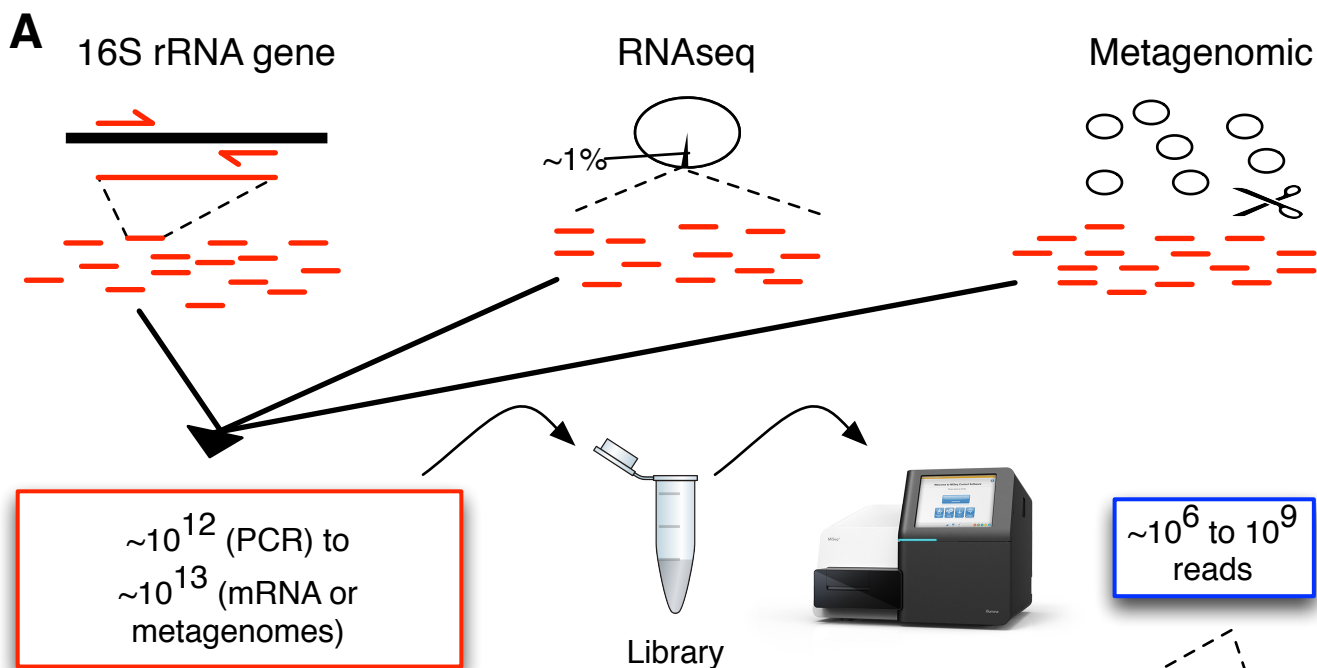 A
16S rRNA gene
RNAseq
Metagenomic
~1%
~10^12 (PCR) to
~10^13 (mRNA or
metagenomes)
Library
~10^6 to 10^9
reads